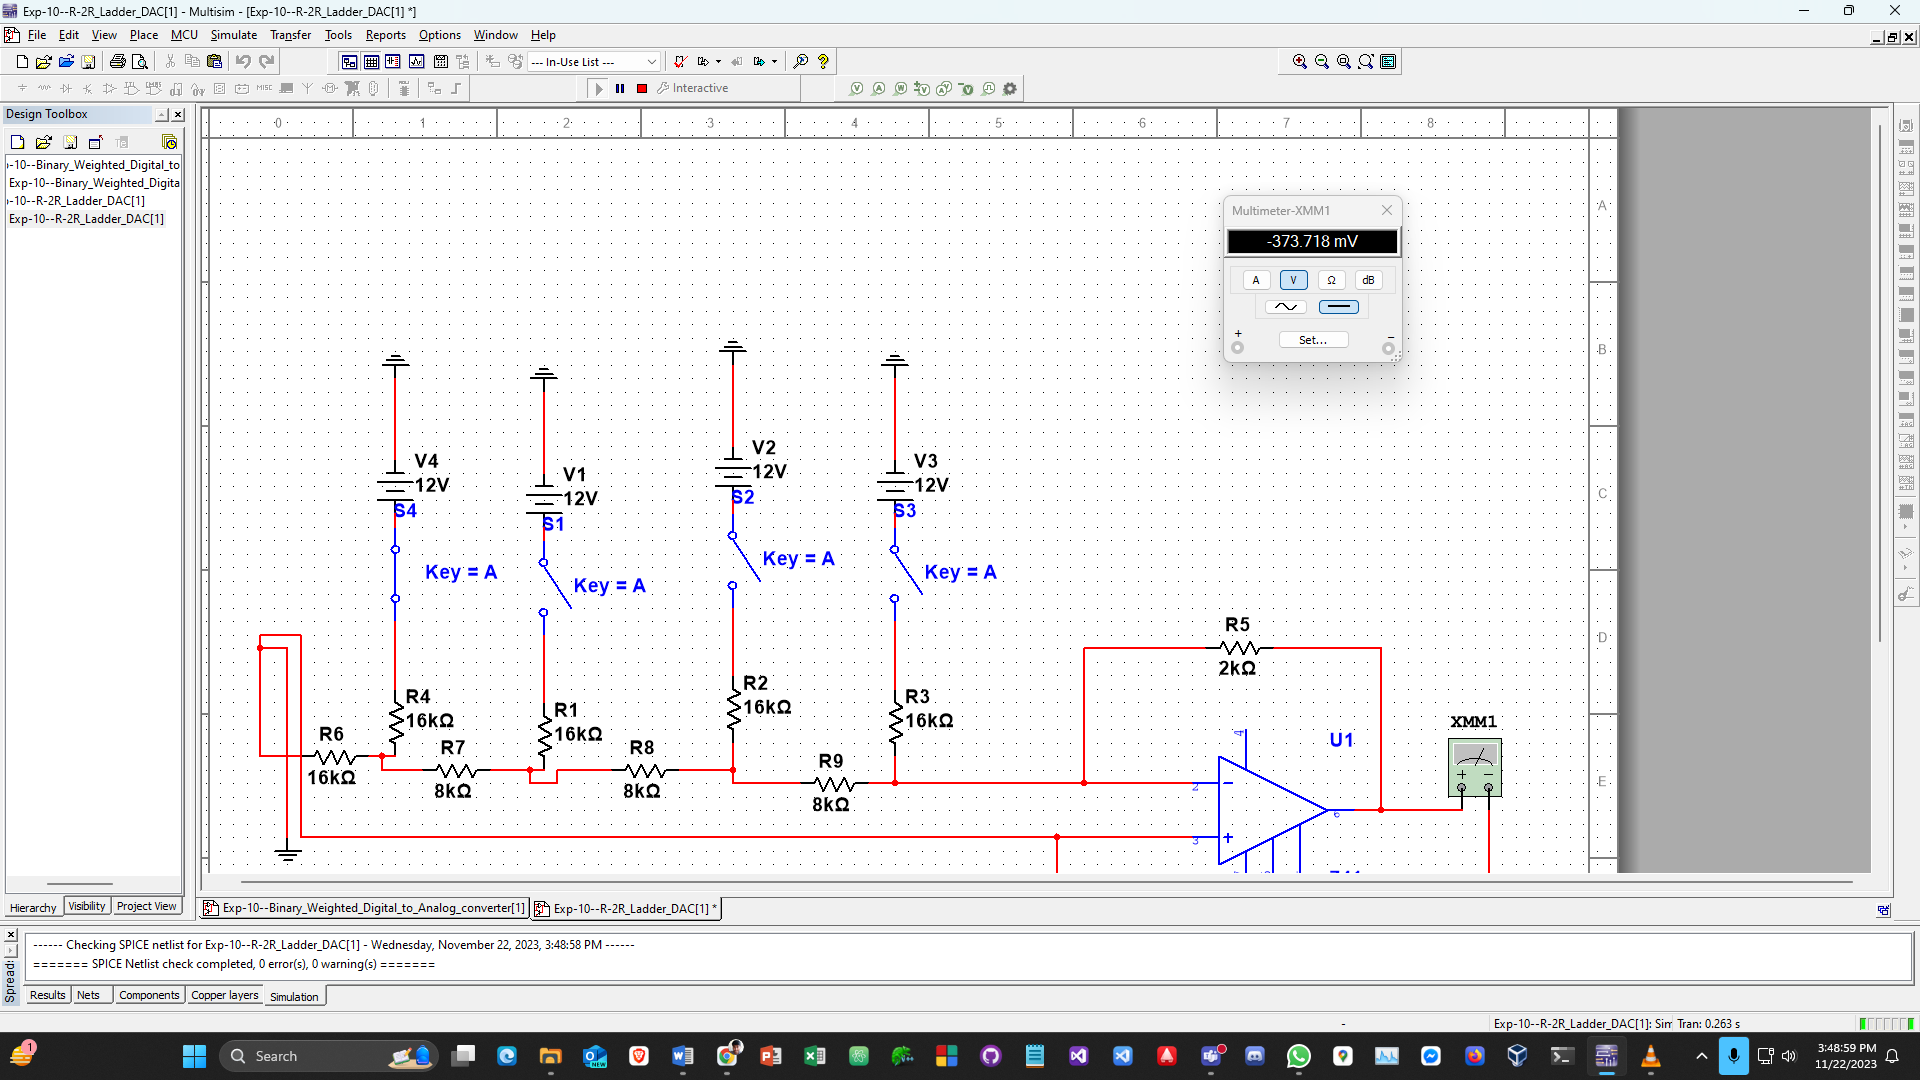 Exp-10--R-2R_Ladder_DAC[1] - Multisim - [Exp-10--R-2R_Ladder_DAC[1] *]
File Edit View Place MCU Simulate Transfer Tools Reports Options Window Help
--- In-Use List ---
Interactive
Design Toolbox
-10--Binary_Weighted_Digital_to
Exp-10--Binary_Weighted_Digita
-10--R-2R_Ladder_DAC[1]
Exp-10--R-2R_Ladder_DAC[1]
0 1 2 3 4 5 6 7 8
A
B
C
D
E
Multimeter-XMM1
-373.718 mV
A V Ω dB
+ Set... -
V4
12V
S4
Key = A
V1
12V
S1
Key = A
V2
12V
S2
Key = A
V3
12V
S3
Key = A
R5
2kΩ
R4
16kΩ
R1
16kΩ
R2
16kΩ
R3
16kΩ
R6
16kΩ
R7
8kΩ
R8
8kΩ
R9
8kΩ
U1
XMM1
+ -
4
2
3
6
Hierarchy Visibility Project View
Exp-10--Binary_Weighted_Digital_to_Analog_converter[1] Exp-10--R-2R_Ladder_DAC[1] *
------ Checking SPICE netlist for Exp-10--R-2R_Ladder_DAC[1] - Wednesday, November 22, 2023, 3:48:58 PM ------
======= SPICE Netlist check completed, 0 error(s), 0 warning(s) =======
Spread
Results Nets Components Copper layers Simulation
- Exp-10--R-2R_Ladder_DAC[1]: Sim Tran: 0.263 s
1
Search
NEW
3:48:59 PM
11/22/2023